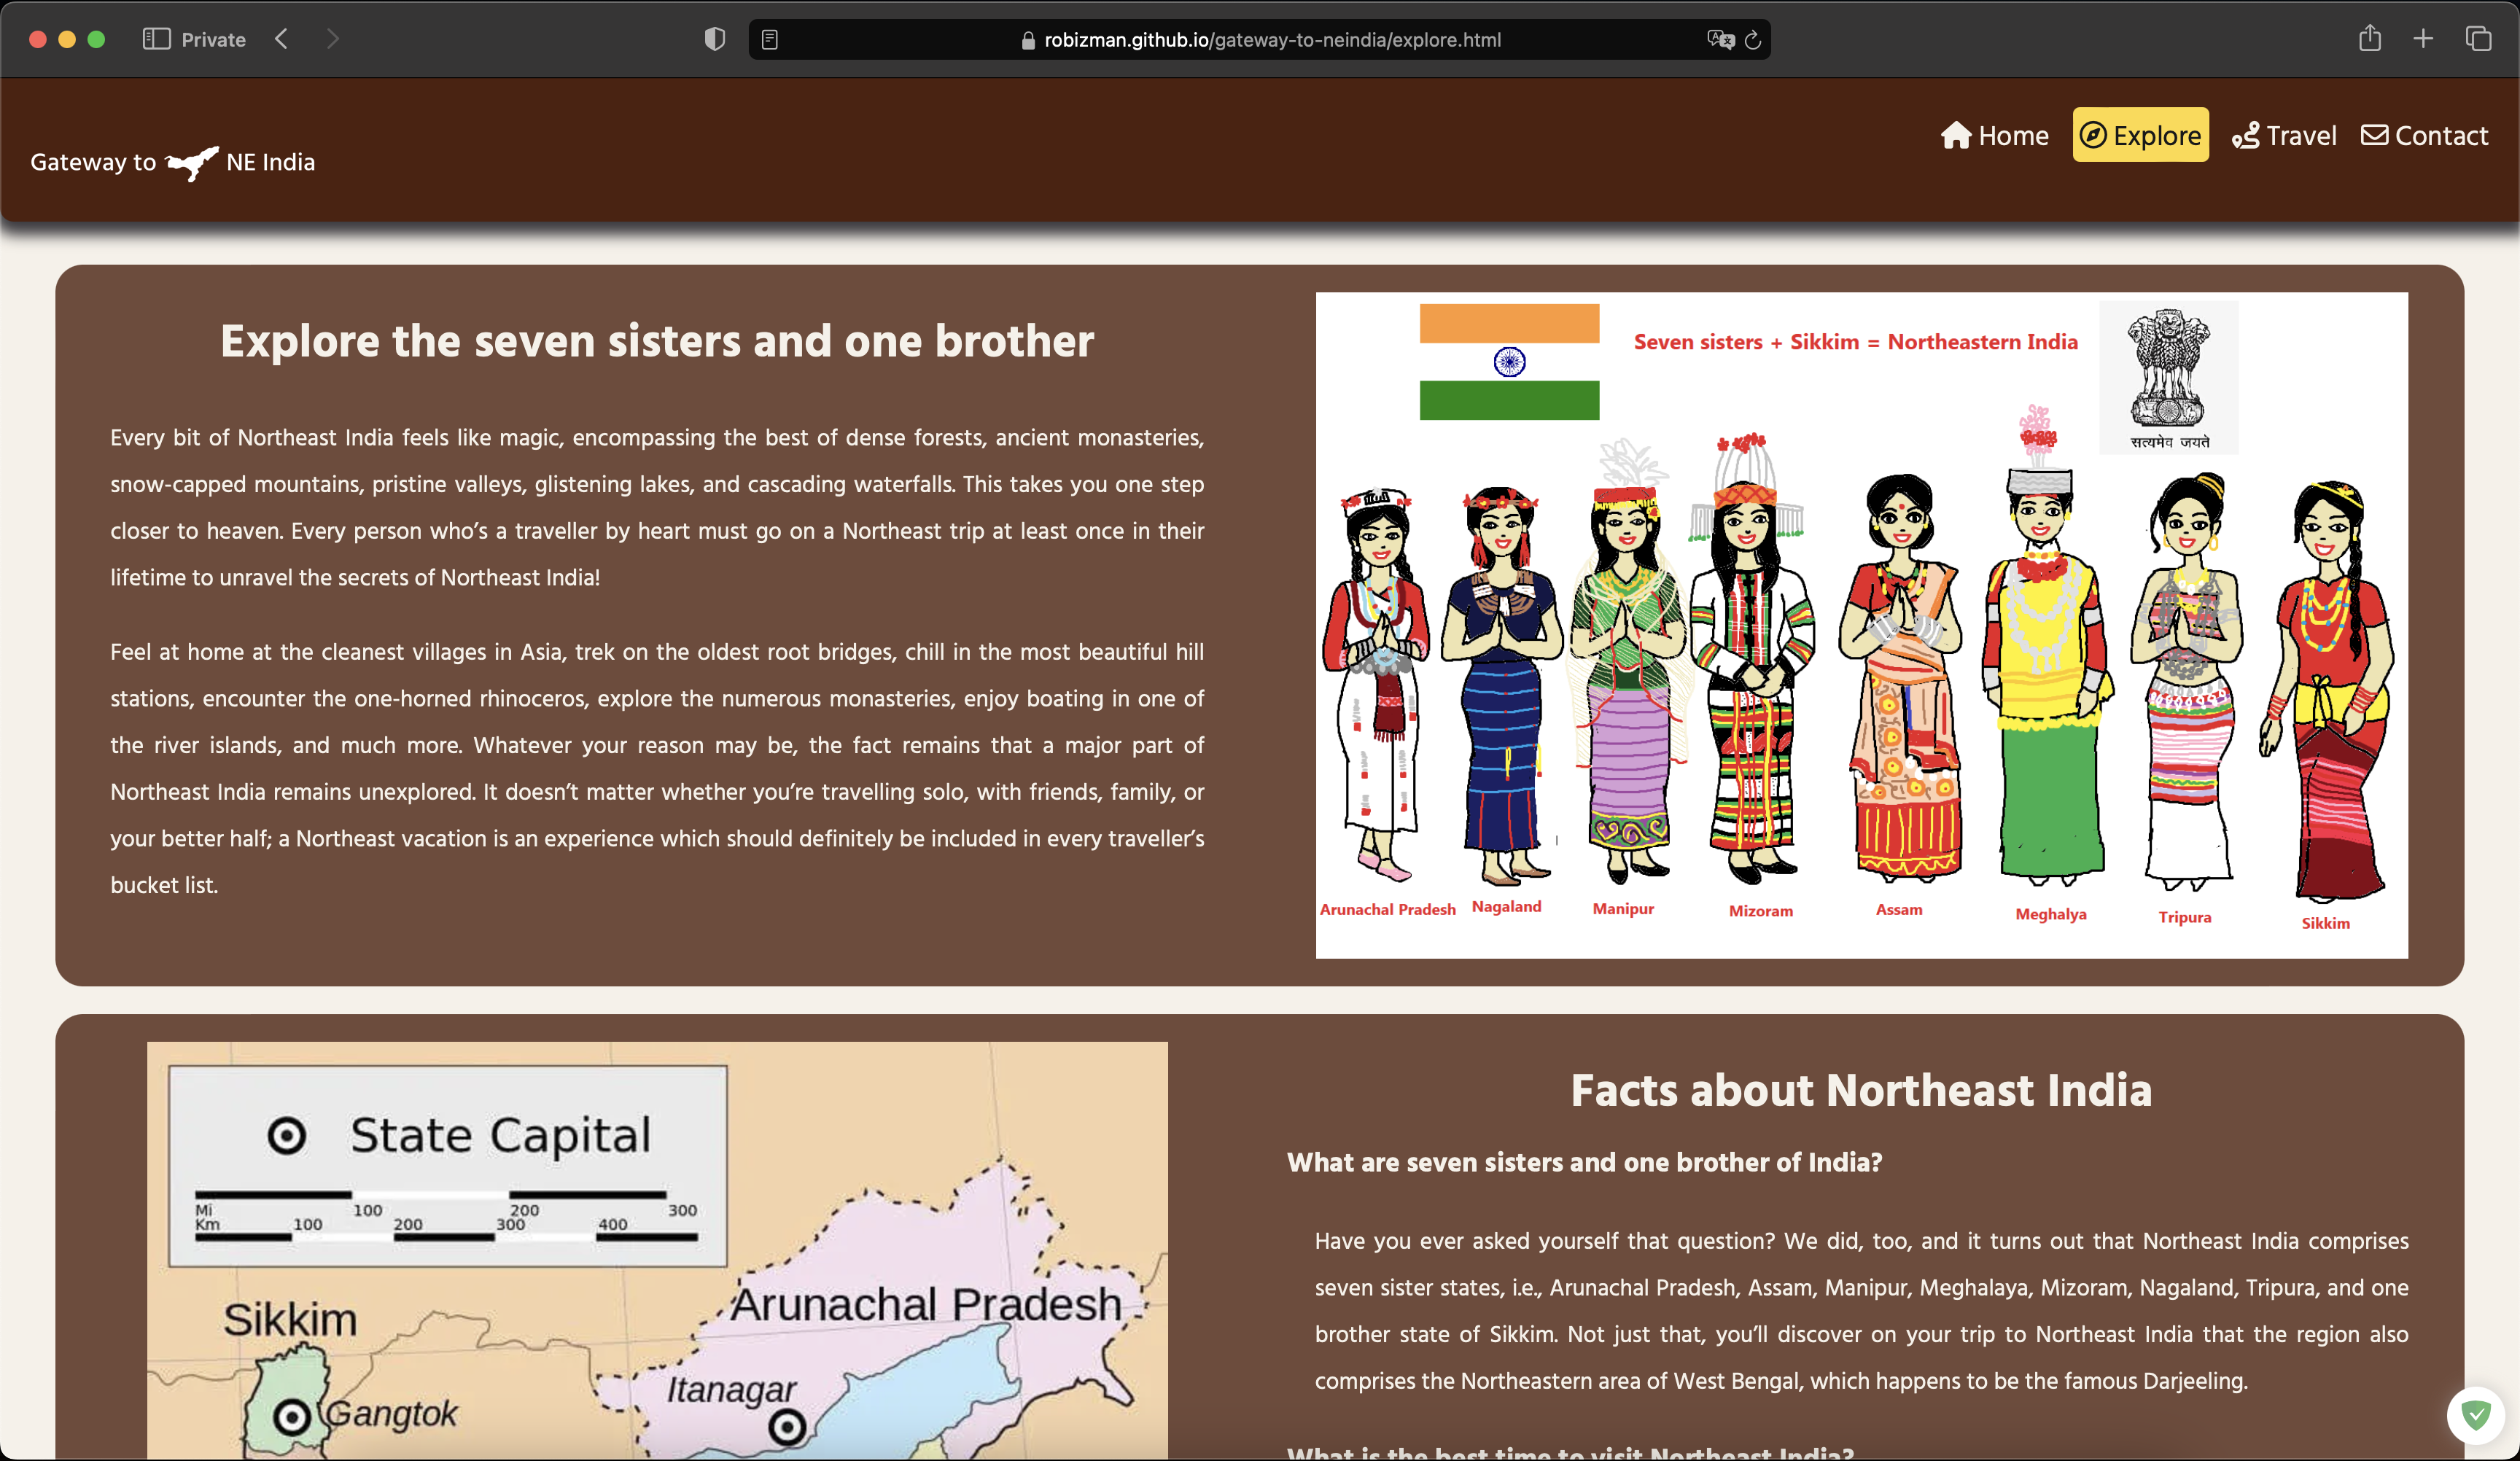 Private
robizman.github.io/gateway-to-neindia/explore.html
Gateway to NE India
Home
Explore
Travel
Contact
Explore the seven sisters and one brother
Every bit of Northeast India feels like magic, encompassing the best of dense forests, ancient monasteries,
snow-capped mountains, pristine valleys, glistening lakes, and cascading waterfalls. This takes you one step
closer to heaven. Every person who’s a traveller by heart must go on a Northeast trip at least once in their
lifetime to unravel the secrets of Northeast India!
Feel at home at the cleanest villages in Asia, trek on the oldest root bridges, chill in the most beautiful hill
stations, encounter the one-horned rhinoceros, explore the numerous monasteries, enjoy boating in one of
the river islands, and much more. Whatever your reason may be, the fact remains that a major part of
Northeast India remains unexplored. It doesn’t matter whether you’re travelling solo, with friends, family, or
your better half; a Northeast vacation is an experience which should definitely be included in every traveller’s
bucket list.
Seven sisters + Sikkim = Northeastern India
सत्यमेव जयते
Arunachal Pradesh
Nagaland
Manipur
Mizoram
Assam
Meghalya
Tripura
Sikkim
State Capital
Mi 100 200 300
Km 100 200 300 400
Sikkim
Arunachal Pradesh
Itanagar
Gangtok
Facts about Northeast India
What are seven sisters and one brother of India?
Have you ever asked yourself that question? We did, too, and it turns out that Northeast India comprises
seven sister states, i.e., Arunachal Pradesh, Assam, Manipur, Meghalaya, Mizoram, Nagaland, Tripura, and one
brother state of Sikkim. Not just that, you’ll discover on your trip to Northeast India that the region also
comprises the Northeastern area of West Bengal, which happens to be the famous Darjeeling.
What is the best time to visit Northeast India?